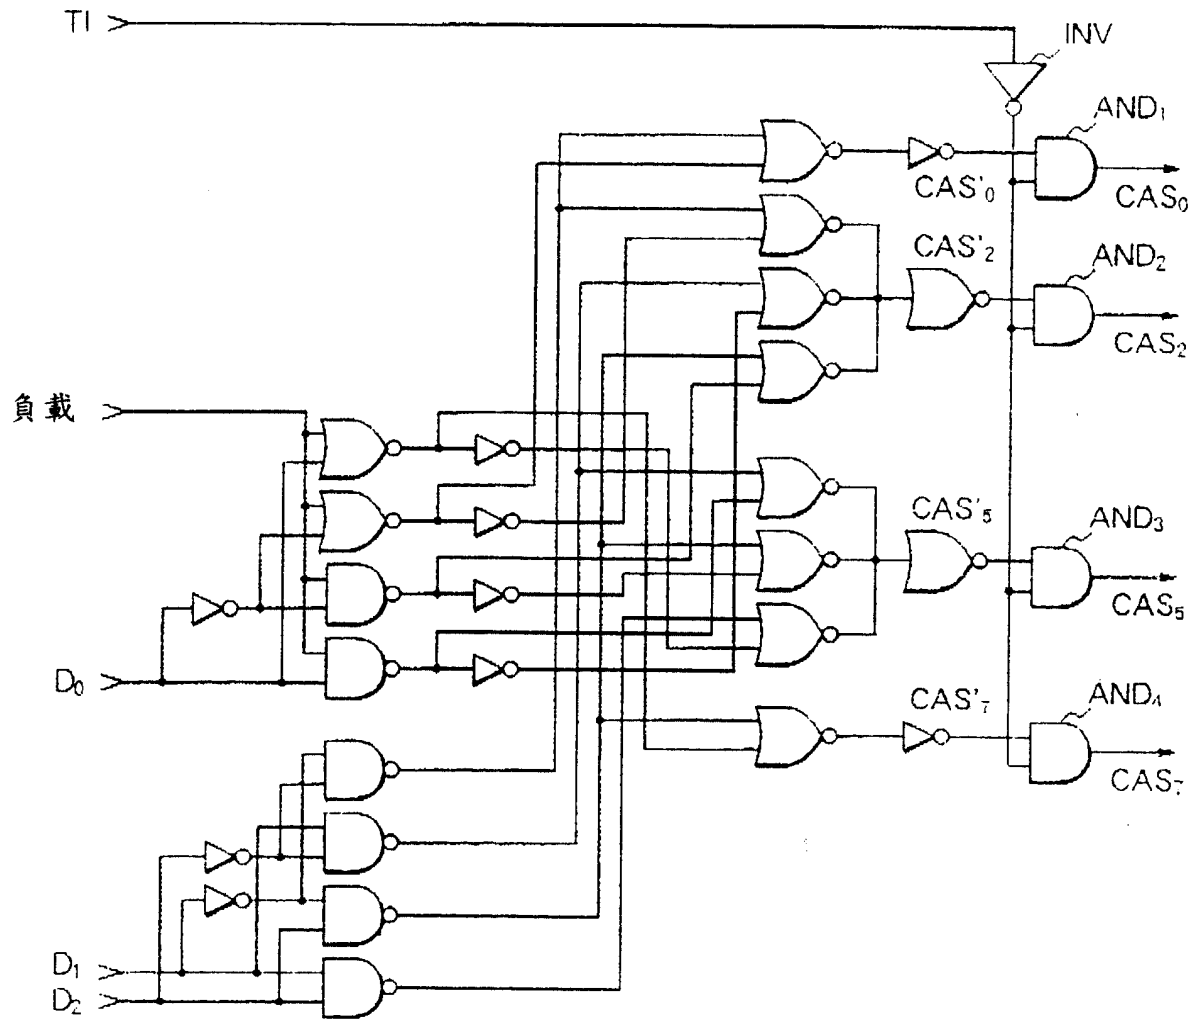 TI
INV
AND₁
CAS'₀
CAS₀
CAS'₂
AND₂
CAS₂
負載
CAS'₅
AND₃
CAS₅
D₀
CAS'₇
AND₄
CAS₇
D₁
D₂